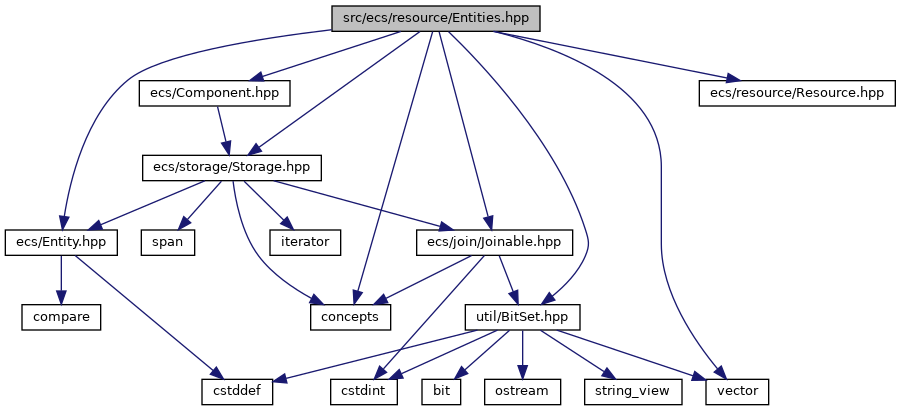 src/ecs/resource/Entities.hpp
ecs/Component.hpp
ecs/resource/Resource.hpp
ecs/storage/Storage.hpp
ecs/Entity.hpp
span
iterator
ecs/join/Joinable.hpp
compare
concepts
util/BitSet.hpp
cstddef
cstdint
bit
ostream
string_view
vector